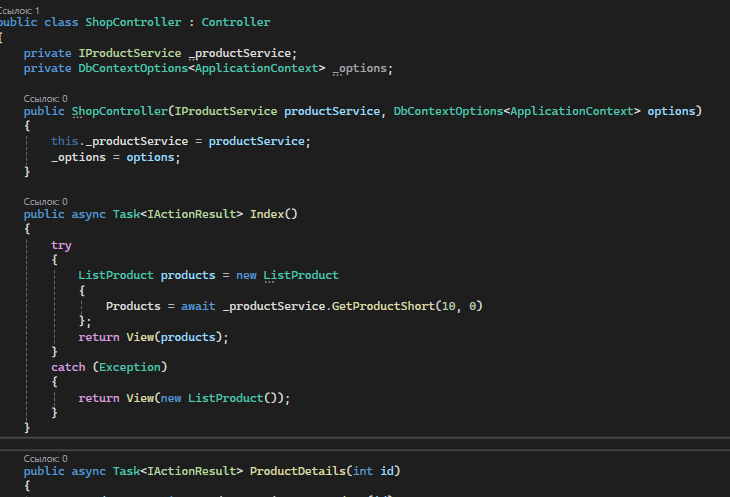 Ссылок: 1
public class ShopController : Controller
{
private IProductService _productService;
private DbContextOptions<ApplicationContext> _options;
Ссылок: 0
public ShopController(IProductService productService, DbContextOptions<ApplicationContext> options)
{
this._productService = productService;
_options = options;
}
Ссылок: 0
public async Task<IActionResult> Index()
{
try
{
ListProduct products = new ListProduct
{
Products = await _productService.GetProductShort(10, 0)
};
return View(products);
}
catch (Exception)
{
return View(new ListProduct());
}
}
Ссылок: 0
public async Task<IActionResult> ProductDetails(int id)
{